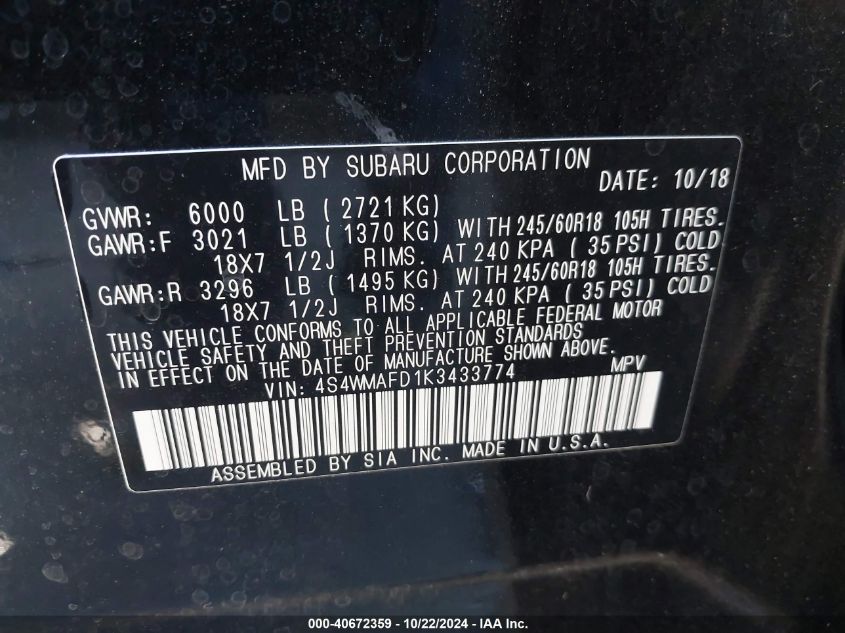 MFD BY SUBARU CORPORATION
DATE: 10/18
GVWR: 6000 LB ( 2721 KG)
GAWR:F 3021 LB ( 1370 KG) WITH 245/60R18 105H TIRES.
18X7 1/2J RIMS. AT 240 KPA ( 35 PSI) COLD
GAWR:R 3296 LB ( 1495 KG) WITH 245/60R18 105H TIRES.
18X7 1/2J RIMS. AT 240 KPA ( 35 PSI) COLD
THIS VEHICLE CONFORMS TO ALL APPLICABLE FEDERAL MOTOR
VEHICLE SAFETY AND THEFT PREVENTION STANDARDS
IN EFFECT ON DATE OF MANUFACTURE SHOWN ABOVE.
VIN: 4S4WMAFD1K3433774 MPV
ASSEMBLED BY SIA INC. MADE IN U.S.A.
000-40672359 - 10/22/2024 - IAA Inc.